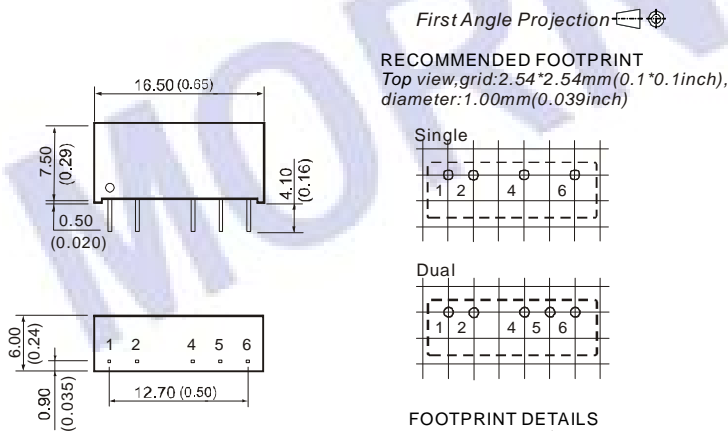 First Angle Projection
RECOMMENDED FOOTPRINT
Top view,grid:2.54*2.54mm(0.1*0.1inch),
diameter:1.00mm(0.039inch)
16.50 (0.65)
7.50
(0.29)
4.10
(0.16)
0.50
(0.020)
Single
1 2 4 6
Dual
1 2 4 5 6
6.00
(0.24)
1 2 4 5 6
12.70 (0.50)
0.90
(0.035)
FOOTPRINT DETAILS
MORN